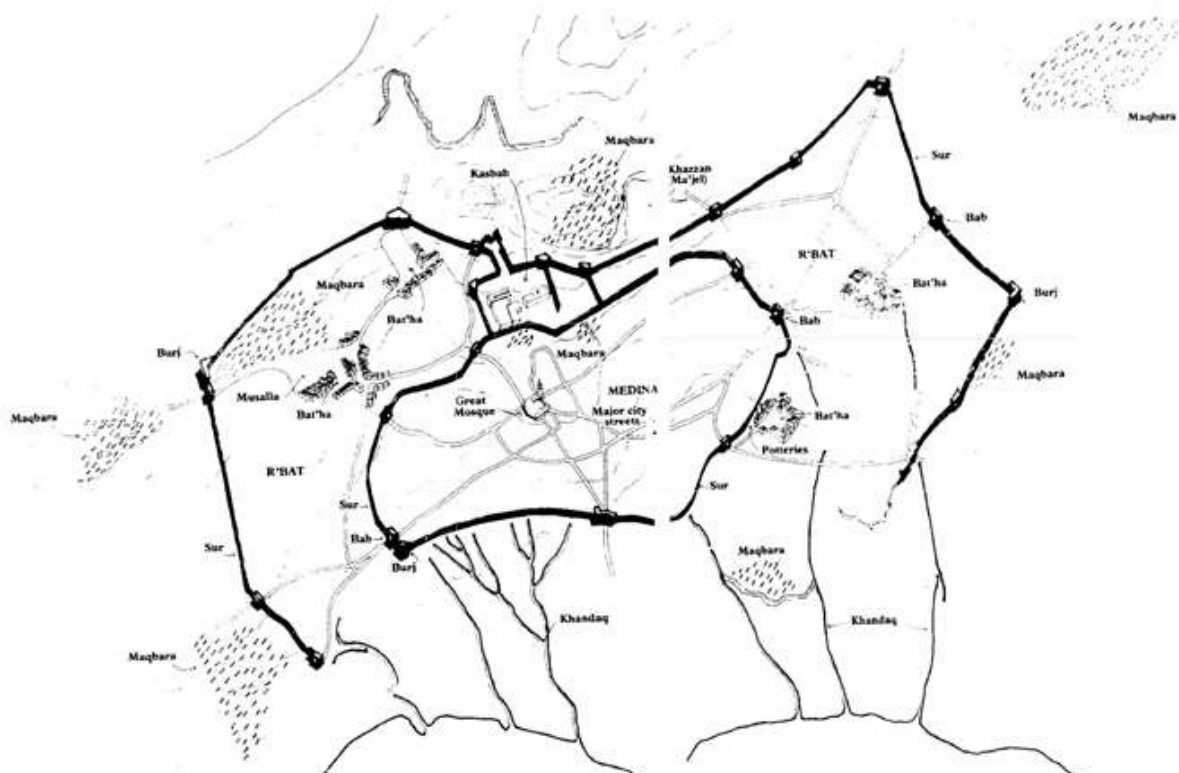 Maqbara
Maqbara
Kasbah
Khazzan
Ma'jel)
Sur
Bab
R'BAT
Maqbara
Bat'ha
Burj
Bat'ha
Bab
Burj
Maqbara
Maqbara
Musalla
MEDINA
Maqbara
Bat'ha
Great
Mosque
Major city
streets
Bat'ha
Potteries
R'BAT
Sur
Sur
Sur
Bab
Burj
Maqbara
Khandaq
Khandaq
Maqbara